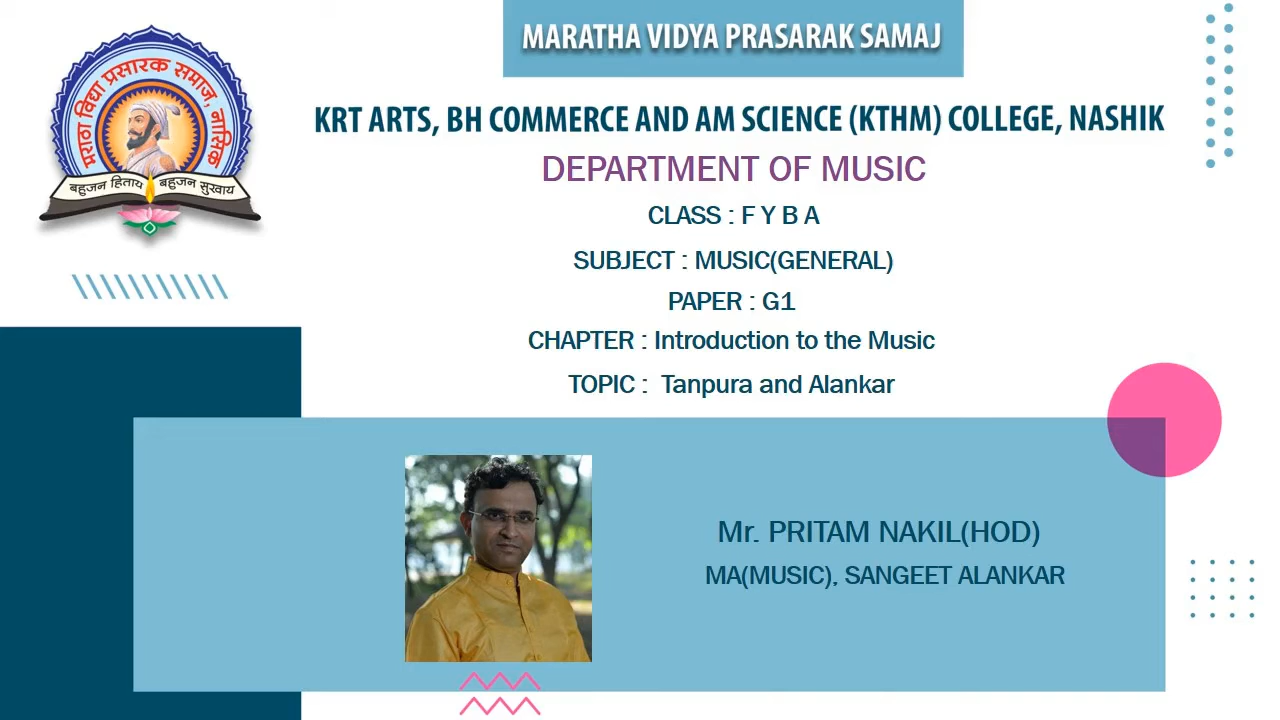 मराठा विद्या प्रसारक समाज, नाशिक
बहुजन हिताय बहुजन सुखाय
MARATHA VIDYA PRASARAK SAMAJ
KRT ARTS, BH COMMERCE AND AM SCIENCE (KTHM) COLLEGE, NASHIK
DEPARTMENT OF MUSIC
CLASS : F Y B A
SUBJECT : MUSIC(GENERAL)
PAPER : G1
CHAPTER : Introduction to the Music
TOPIC : Tanpura and Alankar
Mr. PRITAM NAKIL(HOD)
MA(MUSIC), SANGEET ALANKAR